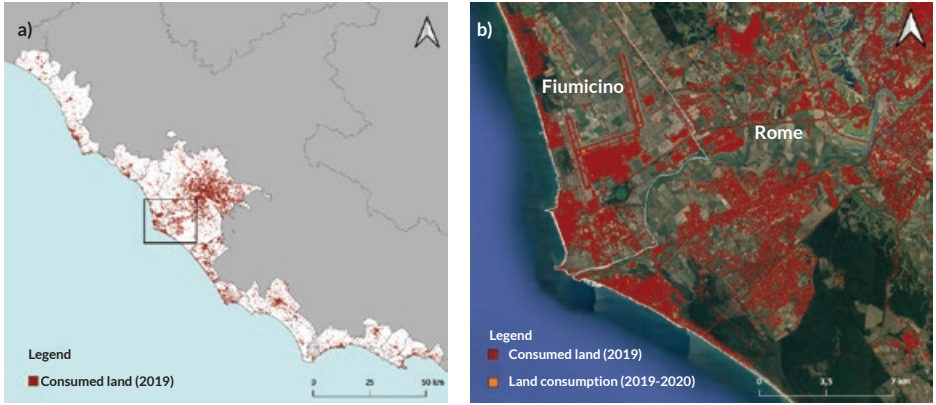 a)
Legend
Consumed land (2019)
0 25 50 km
b)
Fiumicino
Rome
Legend
Consumed land (2019)
Land consumption (2019-2020)
0 3,5 7 km